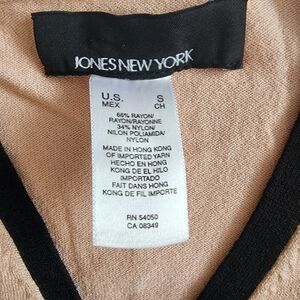 JONES NEW YORK
U.S. S
MEX CH
66% RAYON/
RAYON/RAYONNE
34% NYLON/
NILON POLIAMIDA/
NYLON
MADE IN HONG KONG
OF IMPORTED YARN
HECHO EN HONG
KONG DE EL HILO
IMPORTADO
FAIT DANS HONG
KONG DE FIL IMPORTE
RN 54050
CA 08349